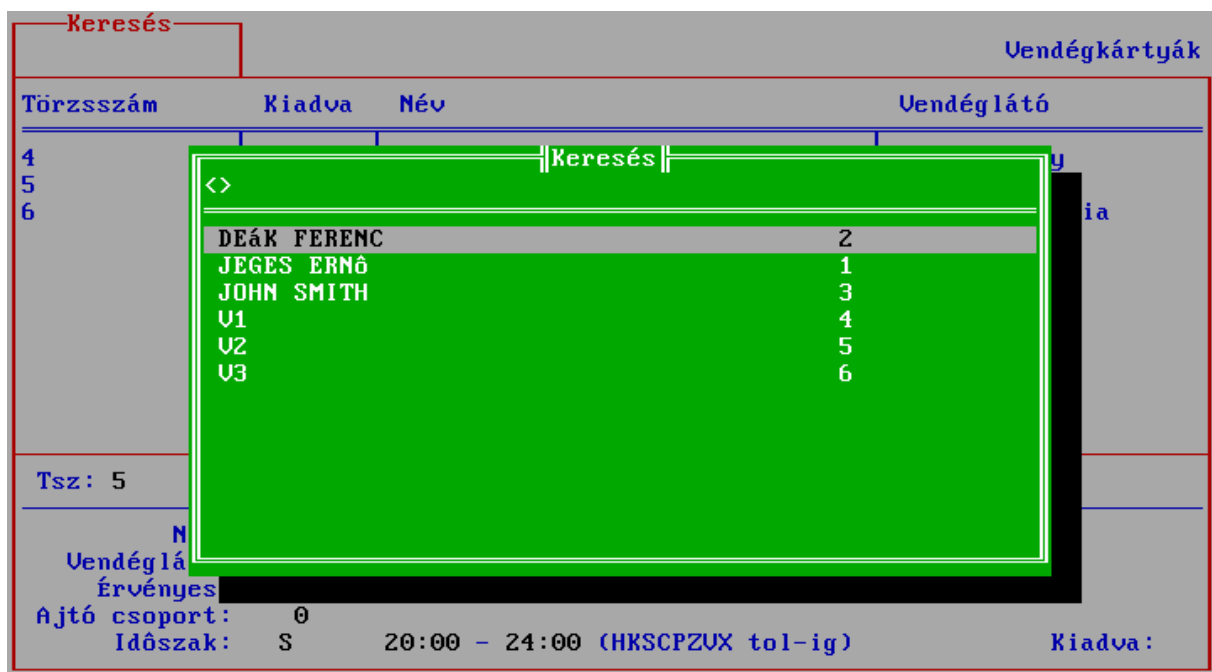 Keresés
Vendégkártyák
Törzsszám Kiadva Név Vendéglátó
4 y
5
6 ia
Keresés
<>
DEáK FERENC 2
JEGES ERNô 1
JOHN SMITH 3
V1 4
V2 5
V3 6
Tsz: 5
N
Vendéglá
Érvényes
Ajtó csoport: 0
Idôszak: S 20:00 - 24:00 (HKSCPZVX tol-ig) Kiadva: